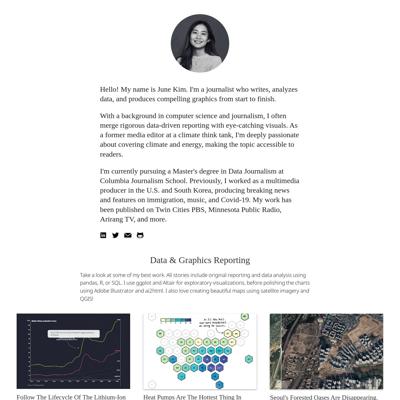 Hello! My name is June Kim. I'm a journalist who writes, analyzes
data, and produces compelling graphics from start to finish.
With a background in computer science and journalism, I often
merge rigorous data-driven reporting with eye-catching visuals. As
a former media editor at a climate think tank, I'm deeply passionate
about covering climate and energy, making the topic accessible to
readers.
I'm currently pursuing a Master's degree in Data Journalism at
Columbia Journalism School. Previously, I worked as a multimedia
producer in the U.S. and South Korea, producing breaking news
and features on immigration, music, and Covid-19. My work has
been published on Twin Cities PBS, Minnesota Public Radio,
Arirang TV, and more.
Data & Graphics Reporting
Take a look at some of my best work. All stories include original reporting and data analysis using
pandas, R, or SQL. I use ggplot and Altair for exploratory visualizations, before polishing the charts
using Adobe Illustrator and ai2html. I also love creating beautiful maps using satellite imagery and
QGIS!
Follow The Lifecycle Of The Lithium-Ion
Heat Pumps Are The Hottest Thing In
Seoul's Forested Oases Are Disappearing.